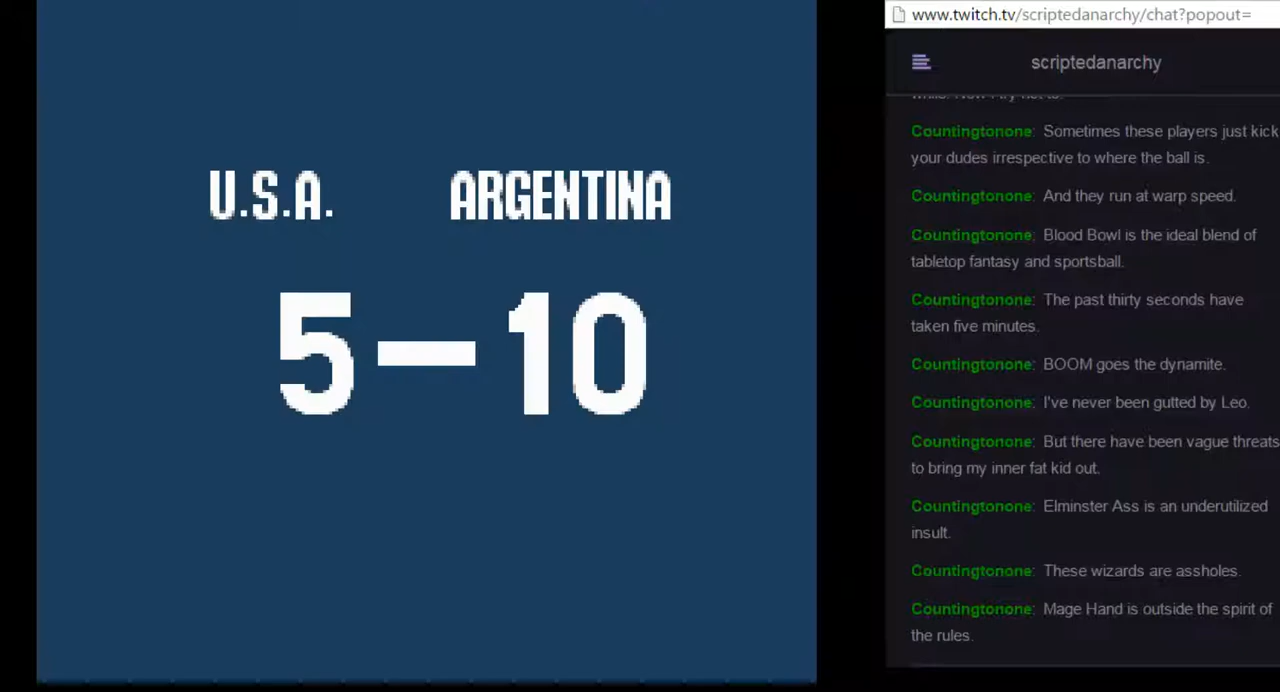 www.twitch.tv/scriptedanarchy/chat?popout=
scriptedanarchy
U.S.A. ARGENTINA
5-10
Countingtonone: Sometimes these players just kick
your dudes irrespective to where the ball is.
Countingtonone: And they run at warp speed.
Countingtonone: Blood Bowl is the ideal blend of
tabletop fantasy and sportsball.
Countingtonone: The past thirty seconds have
taken five minutes.
Countingtonone: BOOM goes the dynamite.
Countingtonone: I've never been gutted by Leo.
Countingtonone: But there have been vague threats
to bring my inner fat kid out.
Countingtonone: Elminster Ass is an underutilized
insult.
Countingtonone: These wizards are assholes.
Countingtonone: Mage Hand is outside the spirit of
the rules.